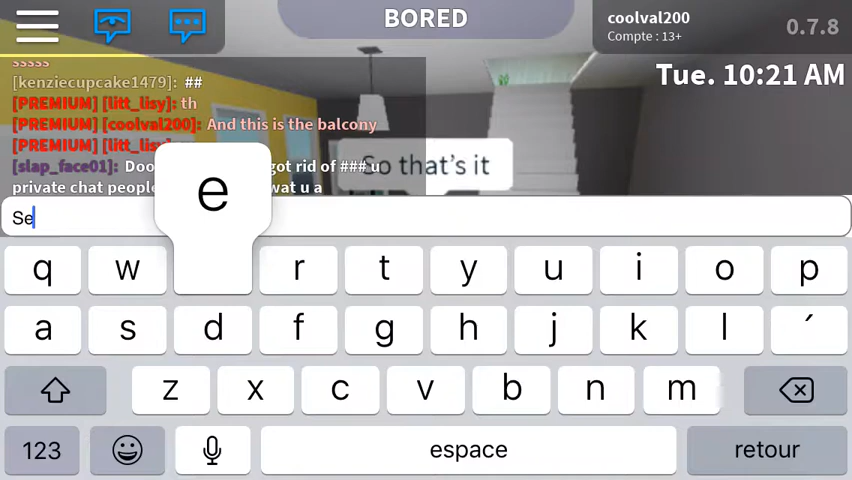 BORED
coolval200
Compte : 13+
0.7.8
Tue. 10:21 AM
sssss
[kenziecupcake1479]: ##
[PREMIUM] [litt_lisy]: th
[PREMIUM] [coolval200]: And this is the balcony
[PREMIUM] [litt_lisy
[slap_face01]: Doo got rid of ### u
private chat people wat u a
So that's it
Se
e
q w r t y u i o p
a s d f g h j k l ´
z x c v b n m
123 espace retour